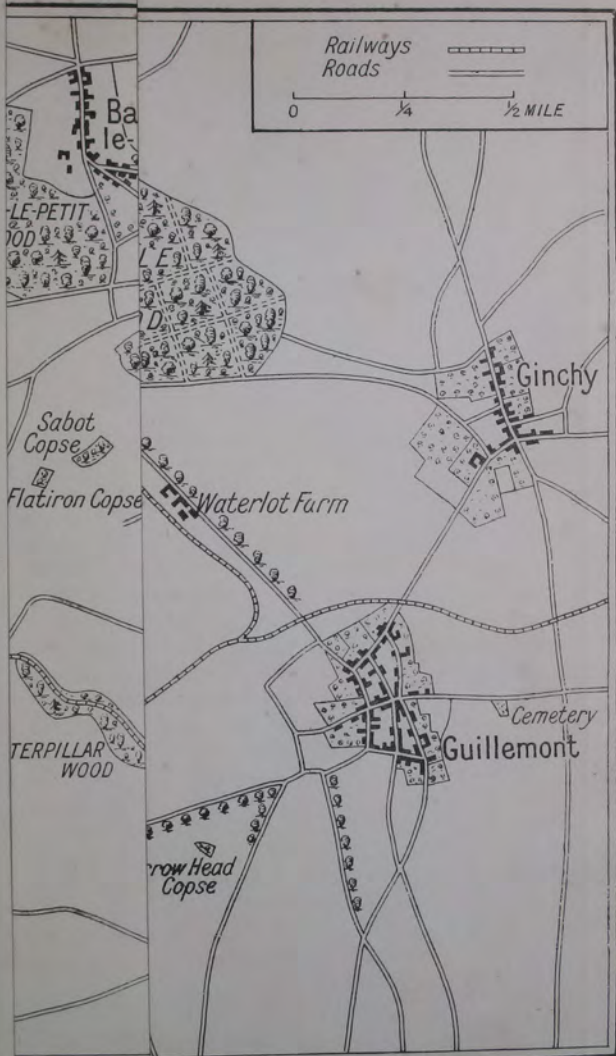 Railways
Roads
0 1/4 1/2 MILE
Ba
le-
-LE-PETIT
OOD
LE
D
Ginchy
Sabot
Copse
Flatiron Copse
Waterlot Farm
TERPILLAR
WOOD
Cemetery
Guillemont
rrow Head
Copse